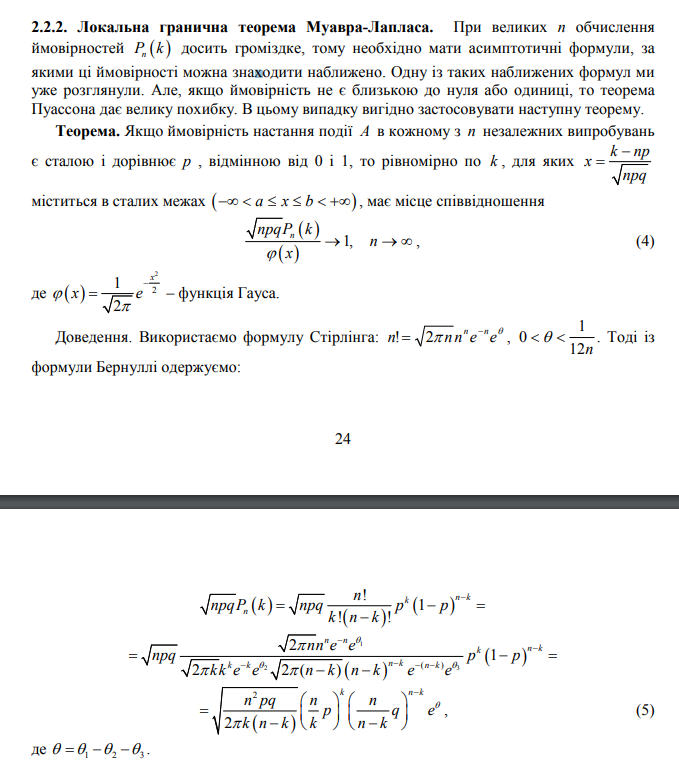 2.2.2. Локальна гранична теорема Муавра-Лапласа. При великих n обчислення
ймовірностей Pₙ(k) досить громіздке, тому необхідно мати асимптотичні формули, за
якими ці ймовірності можна знаходити наближено. Одну із таких наближених формул ми
уже розглянули. Але, якщо ймовірність не є близькою до нуля або одиниці, то теорема
Пуассона дає велику похибку. В цьому випадку вигідно застосовувати наступну теорему.
Теорема. Якщо ймовірність настання події A в кожному з n незалежних випробувань
є сталою і дорівнює p , відмінною від 0 і 1, то рівномірно по k , для яких x = (k − np)/√(npq)
міститься в сталих межах (−∞ < a ≤ x ≤ b < +∞), має місце співвідношення
√(npq)Pₙ(k)/φ(x) → 1, n → ∞ , (4)
де φ(x) = 1/√(2π) e^(−x²/2) – функція Гауса.
Доведення. Використаємо формулу Стірлінга: n! = √(2πn) nⁿ e⁻ⁿ e^θ , 0 < θ < 1/(12n) . Тоді із
формули Бернуллі одержуємо:
24
√(npq)Pₙ(k) = √(npq) n!/(k!(n−k)!) p^k (1−p)^(n−k) =
= √(npq) √(2πn) nⁿ e⁻ⁿ e^(θ₁) / (√(2πk) k^k e^(−k) e^(θ₂) √(2π(n−k)) (n−k)^(n−k) e^(−(n−k)) e^(θ₃)) p^k (1−p)^(n−k) =
= √(n²pq/(2πk(n−k))) (n/k p)^k (n/(n−k) q)^(n−k) e^θ , (5)
де θ = θ₁ − θ₂ − θ₃ .